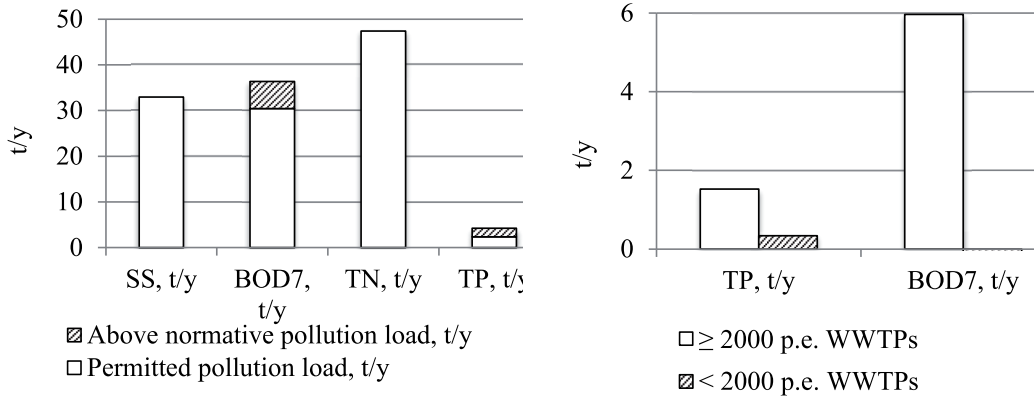 50
40
30
20
10
0
t/y
SS, t/y
BOD7, t/y
TN, t/y
TP, t/y
Above normative pollution load, t/y
Permitted pollution load, t/y
6
4
2
0
t/y
TP, t/y
BOD7, t/y
≥ 2000 p.e. WWTPs
< 2000 p.e. WWTPs